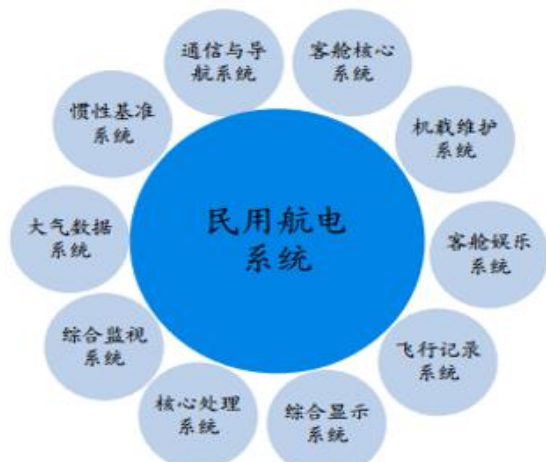 通信与导
航系统
客舱核心
系统
惯性基准
系统
机载维护
系统
民用航电
系统
大气数据
系统
客舱娱乐
系统
综合监视
系统
飞行记录
系统
核心处理
系统
综合显示
系统